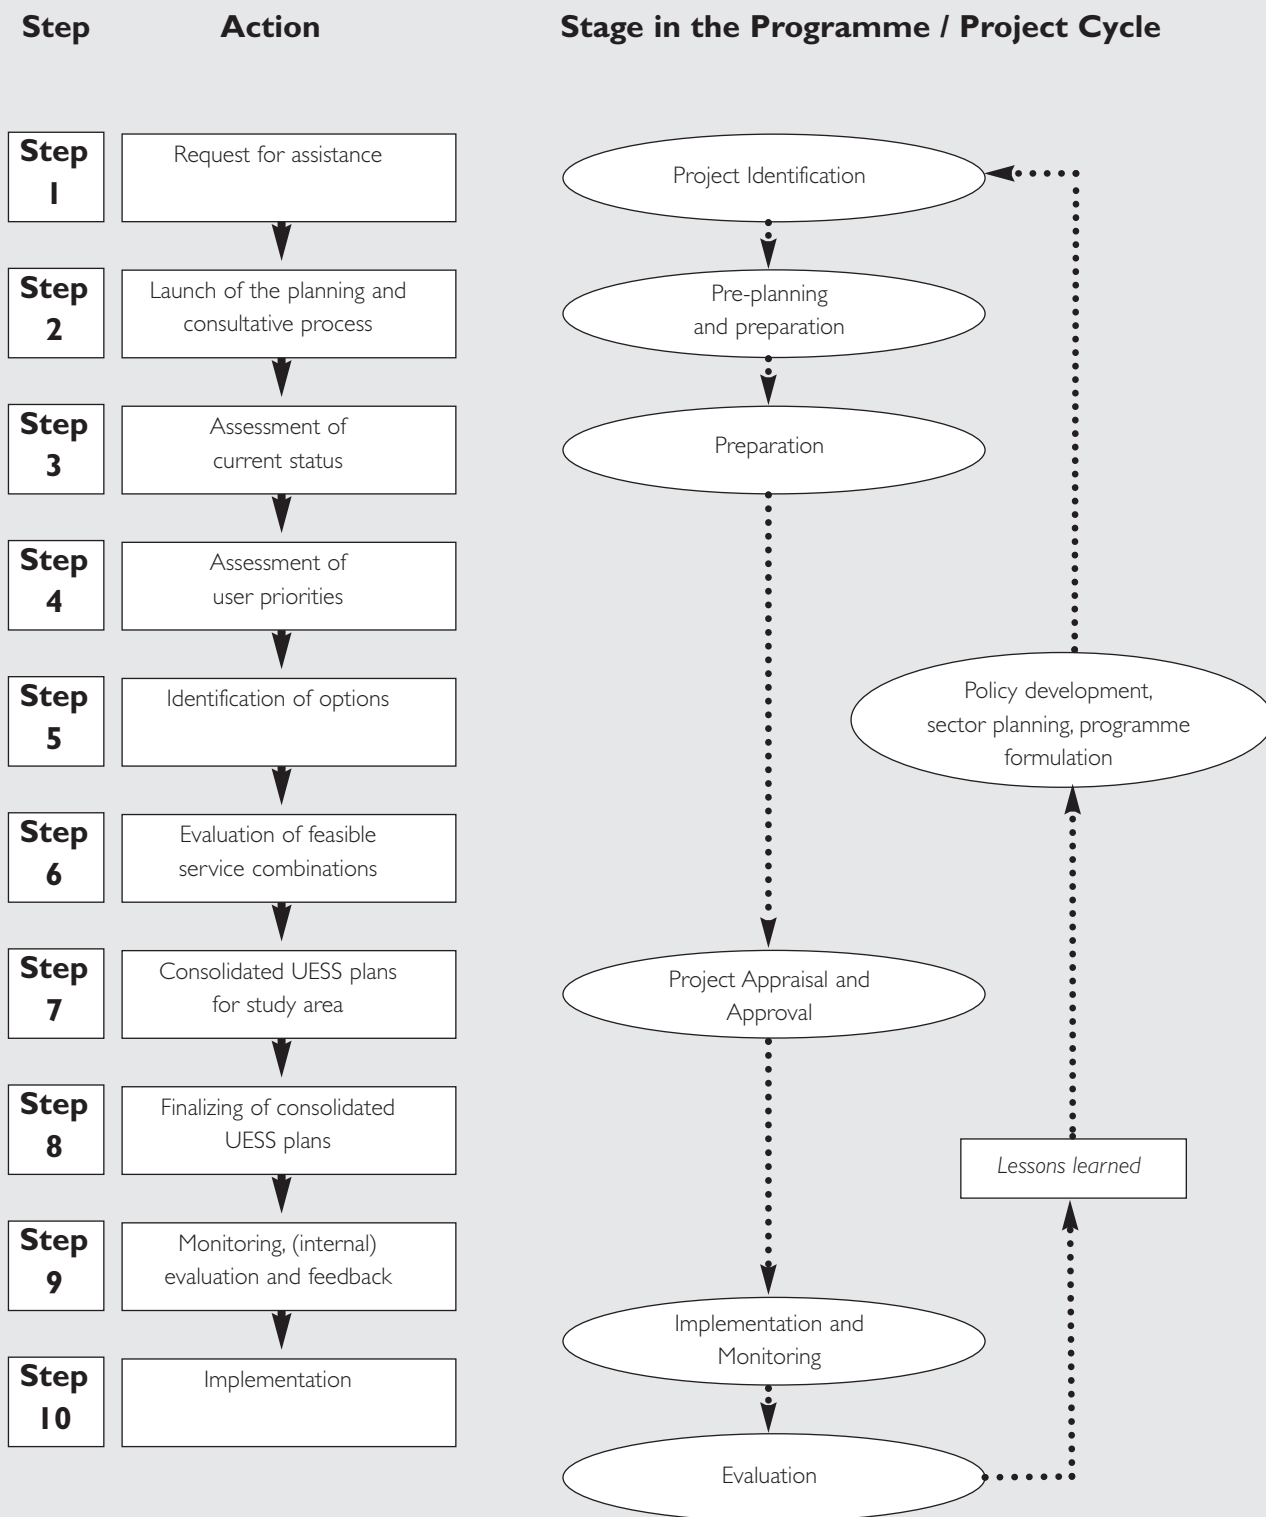 Step Action Stage in the Programme / Project Cycle
Step
1
Request for assistance
Project Identification
Step
2
Launch of the planning and
consultative process
Pre-planning
and preparation
Step
3
Assessment of
current status
Preparation
Step
4
Assessment of
user priorities
Step
5
Identification of options
Policy development,
sector planning, programme
formulation
Step
6
Evaluation of feasible
service combinations
Step
7
Consolidated UESS plans
for study area
Project Appraisal and
Approval
Step
8
Finalizing of consolidated
UESS plans
Lessons learned
Step
9
Monitoring, (internal)
evaluation and feedback
Implementation and
Monitoring
Step
10
Implementation
Evaluation